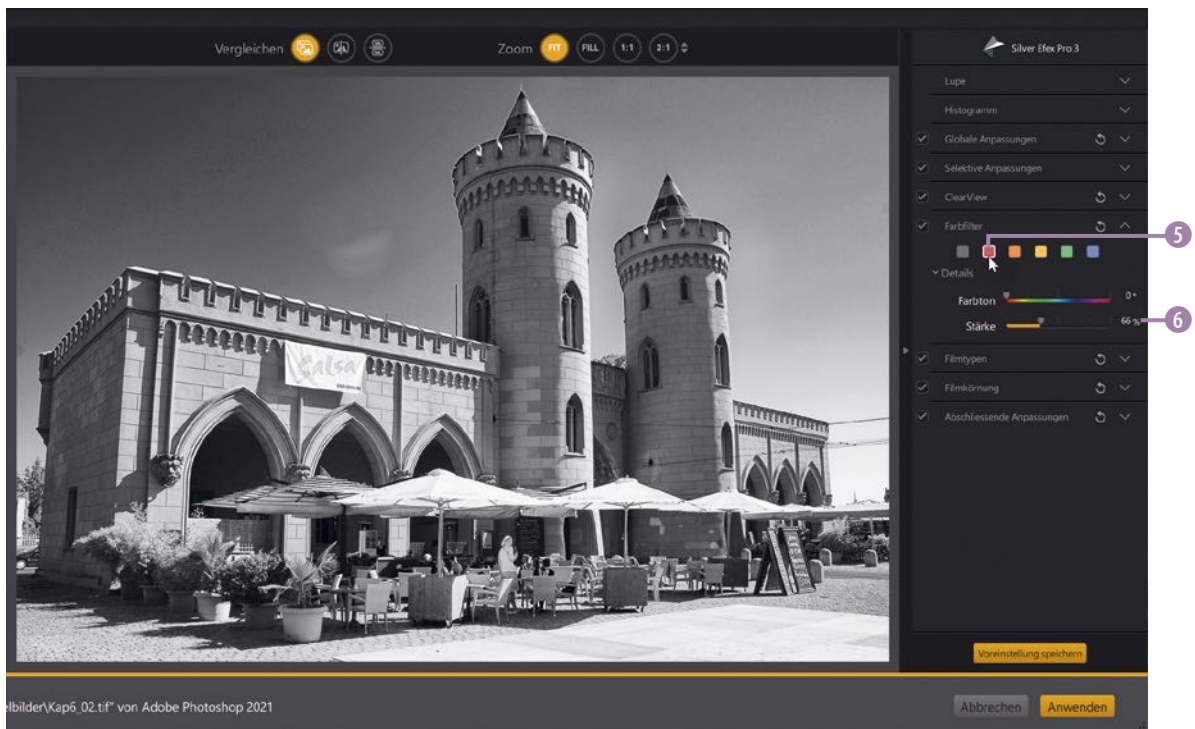 Vergleichen
Zoom FIT FILL 1:1 2:1
Silver Efex Pro 3
Lupe
Histogramm
Globale Anpassungen
Selektive Anpassungen
ClearView
Farbfilter
5
Details
Farbton 0°
Stärke 66 %
6
Filmtypen
Filmkörnung
Abschliessende Anpassungen
Calsa
Voreinstellung speichern
elbilder\Kap6_02.tif" von Adobe Photoshop 2021
Abbrechen Anwenden